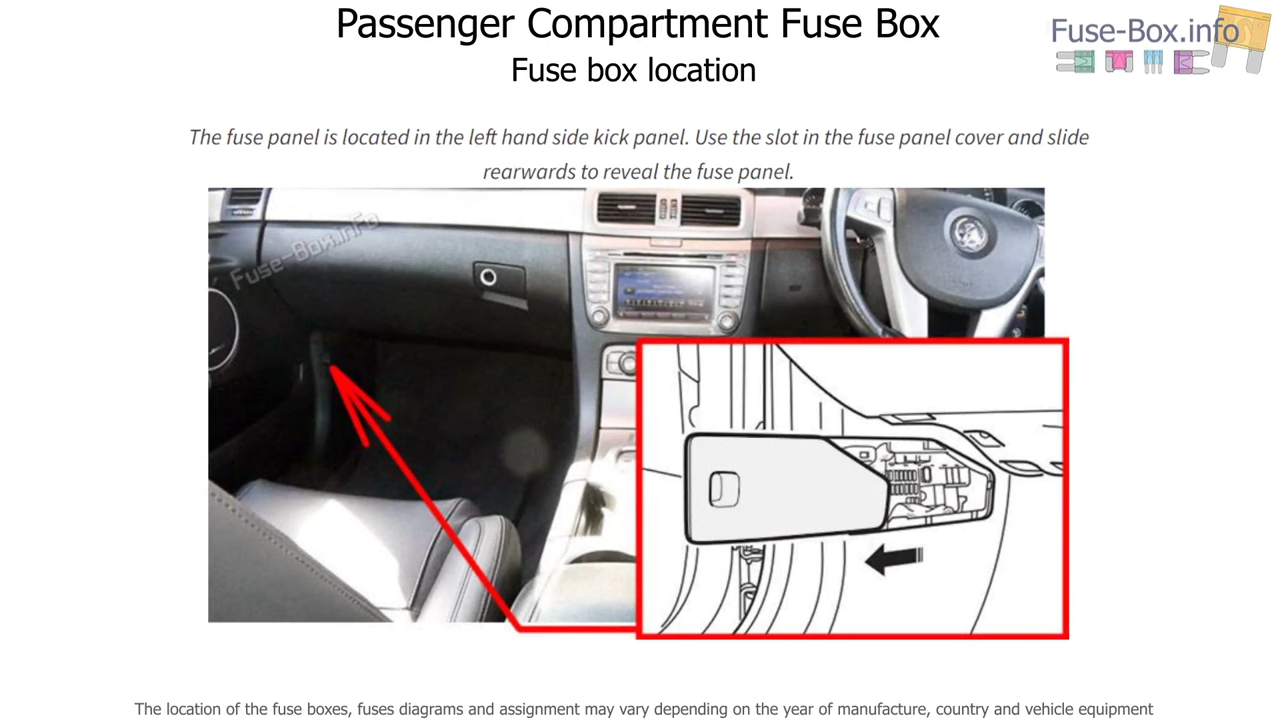 Passenger Compartment Fuse Box
Fuse box location
Fuse-Box.info
The fuse panel is located in the left hand side kick panel. Use the slot in the fuse panel cover and slide
rearwards to reveal the fuse panel.
Fuse-Box.inFo
The location of the fuse boxes, fuses diagrams and assignment may vary depending on the year of manufacture, country and vehicle equipment